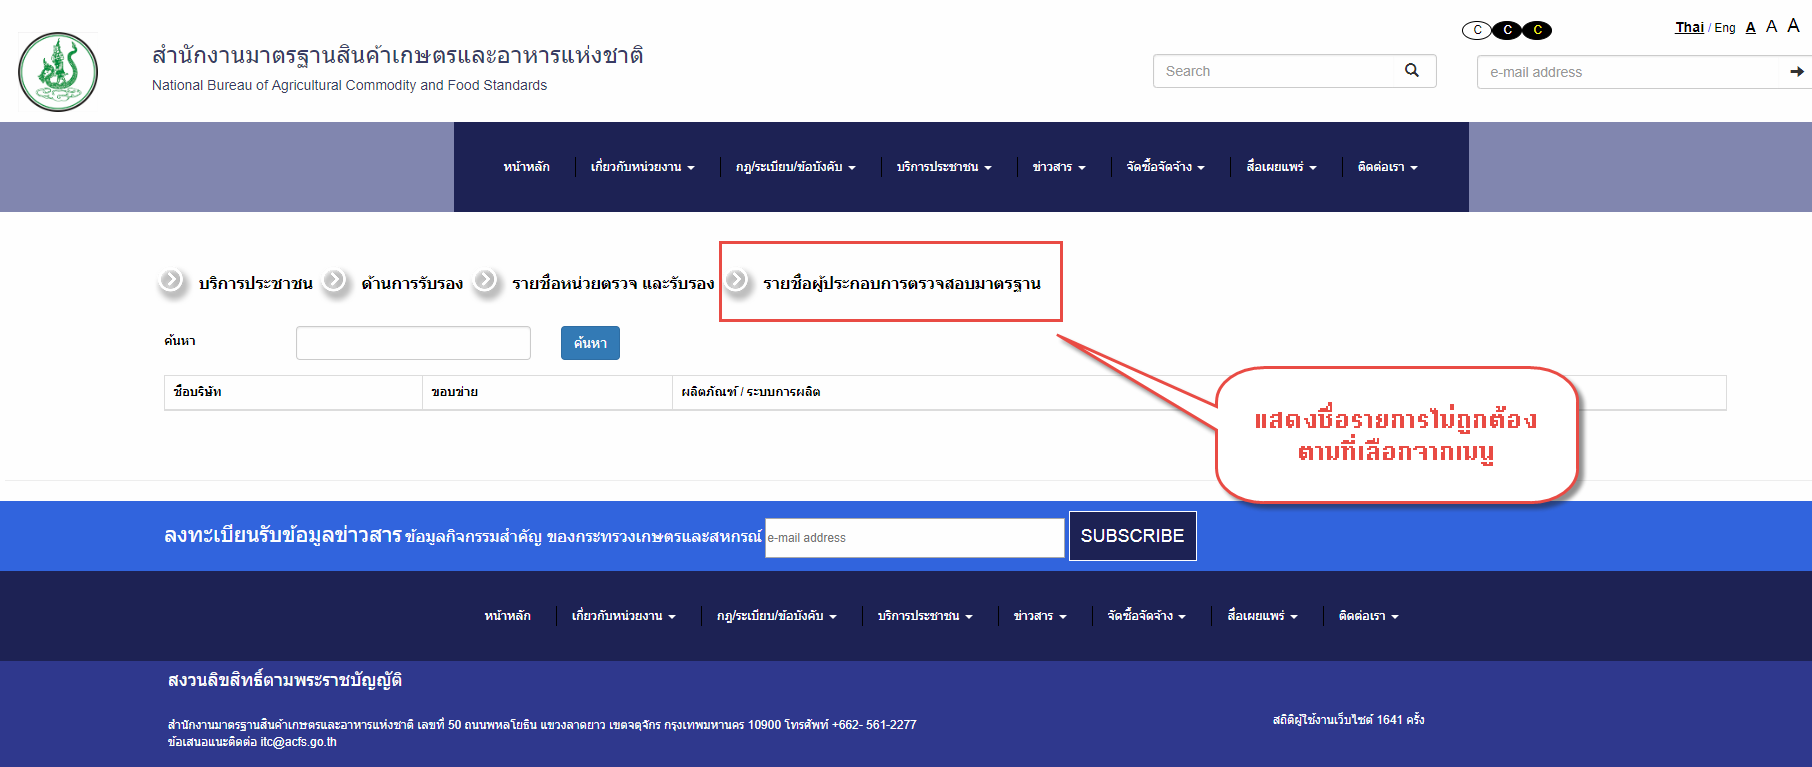 C C C
Thai / Eng A A A
สำนักงานมาตรฐานสินค้าเกษตรและอาหารแห่งชาติ
National Bureau of Agricultural Commodity and Food Standards
Search
e-mail address
หน้าหลัก เกี่ยวกับหน่วยงาน กฎ/ระเบียบ/ข้อบังคับ บริการประชาชน ข่าวสาร จัดซื้อจัดจ้าง สื่อเผยแพร่ ติดต่อเรา
บริการประชาชน ด้านการรับรอง รายชื่อหน่วยตรวจ และรับรอง รายชื่อผู้ประกอบการตรวจสอบมาตรฐาน
ค้นหา ค้นหา
ชื่อบริษัท ขอบข่าย ผลิตภัณฑ์ / ระบบการผลิต
แสดงชื่อรายการไม่ถูกต้อง
ตามที่เลือกจากเมนู
ลงทะเบียนรับข้อมูลข่าวสาร ข้อมูลกิจกรรมสำคัญ ของกระทรวงเกษตรและสหกรณ์ e-mail address SUBSCRIBE
หน้าหลัก เกี่ยวกับหน่วยงาน กฎ/ระเบียบ/ข้อบังคับ บริการประชาชน ข่าวสาร จัดซื้อจัดจ้าง สื่อเผยแพร่ ติดต่อเรา
สงวนลิขสิทธิ์ตามพระราชบัญญัติ
สำนักงานมาตรฐานสินค้าเกษตรและอาหารแห่งชาติ เลขที่ 50 ถนนพหลโยธิน แขวงลาดยาว เขตจตุจักร กรุงเทพมหานคร 10900 โทรศัพท์ +662- 561-2277
ข้อเสนอแนะติดต่อ itc@acfs.go.th
สถิติผู้ใช้งานเว็บไซต์ 1641 ครั้ง